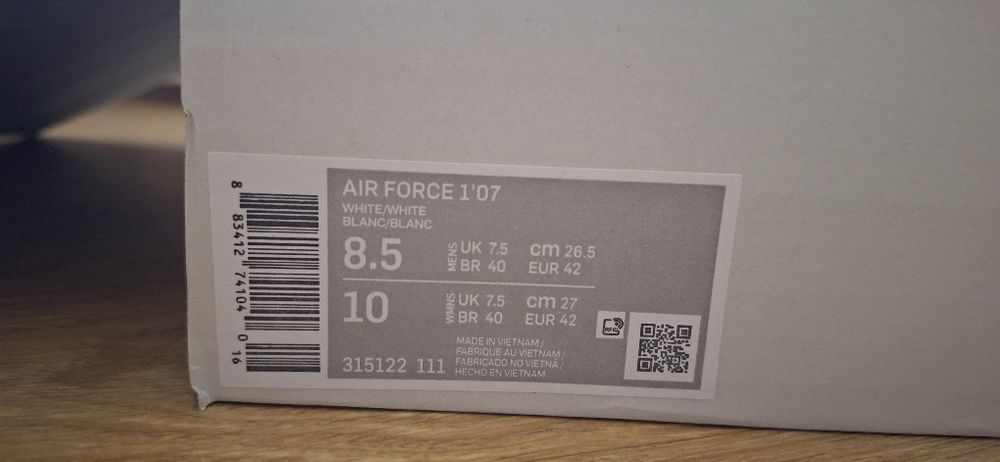 AIR FORCE 1'07
WHITE/WHITE
BLANC/BLANC
8.5 MENS UK 7.5 cm 26.5
BR 40 EUR 42
10 WMNS UK 7.5 cm 27
BR 40 EUR 42
MADE IN VIETNAM/
FABRIQUE AU VIETNAM/
FABRICADO NO VIETNÃ/
HECHO EN VIETNAM
315122 111
RFID
8 83412 74104 0 16